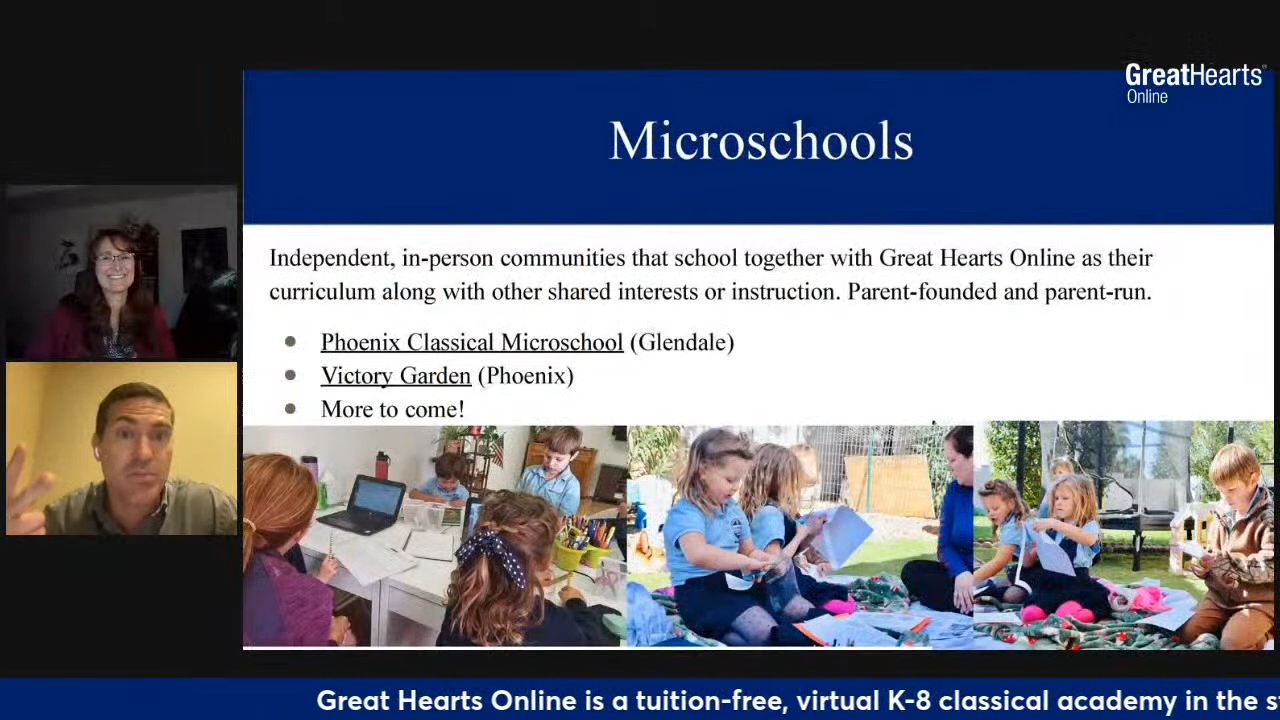 GreatHearts®
Online
Microschools
Independent, in-person communities that school together with Great Hearts Online as their
curriculum along with other shared interests or instruction. Parent-founded and parent-run.
● Phoenix Classical Microschool (Glendale)
● Victory Garden (Phoenix)
● More to come!
Great Hearts Online is a tuition-free, virtual K-8 classical academy in the s